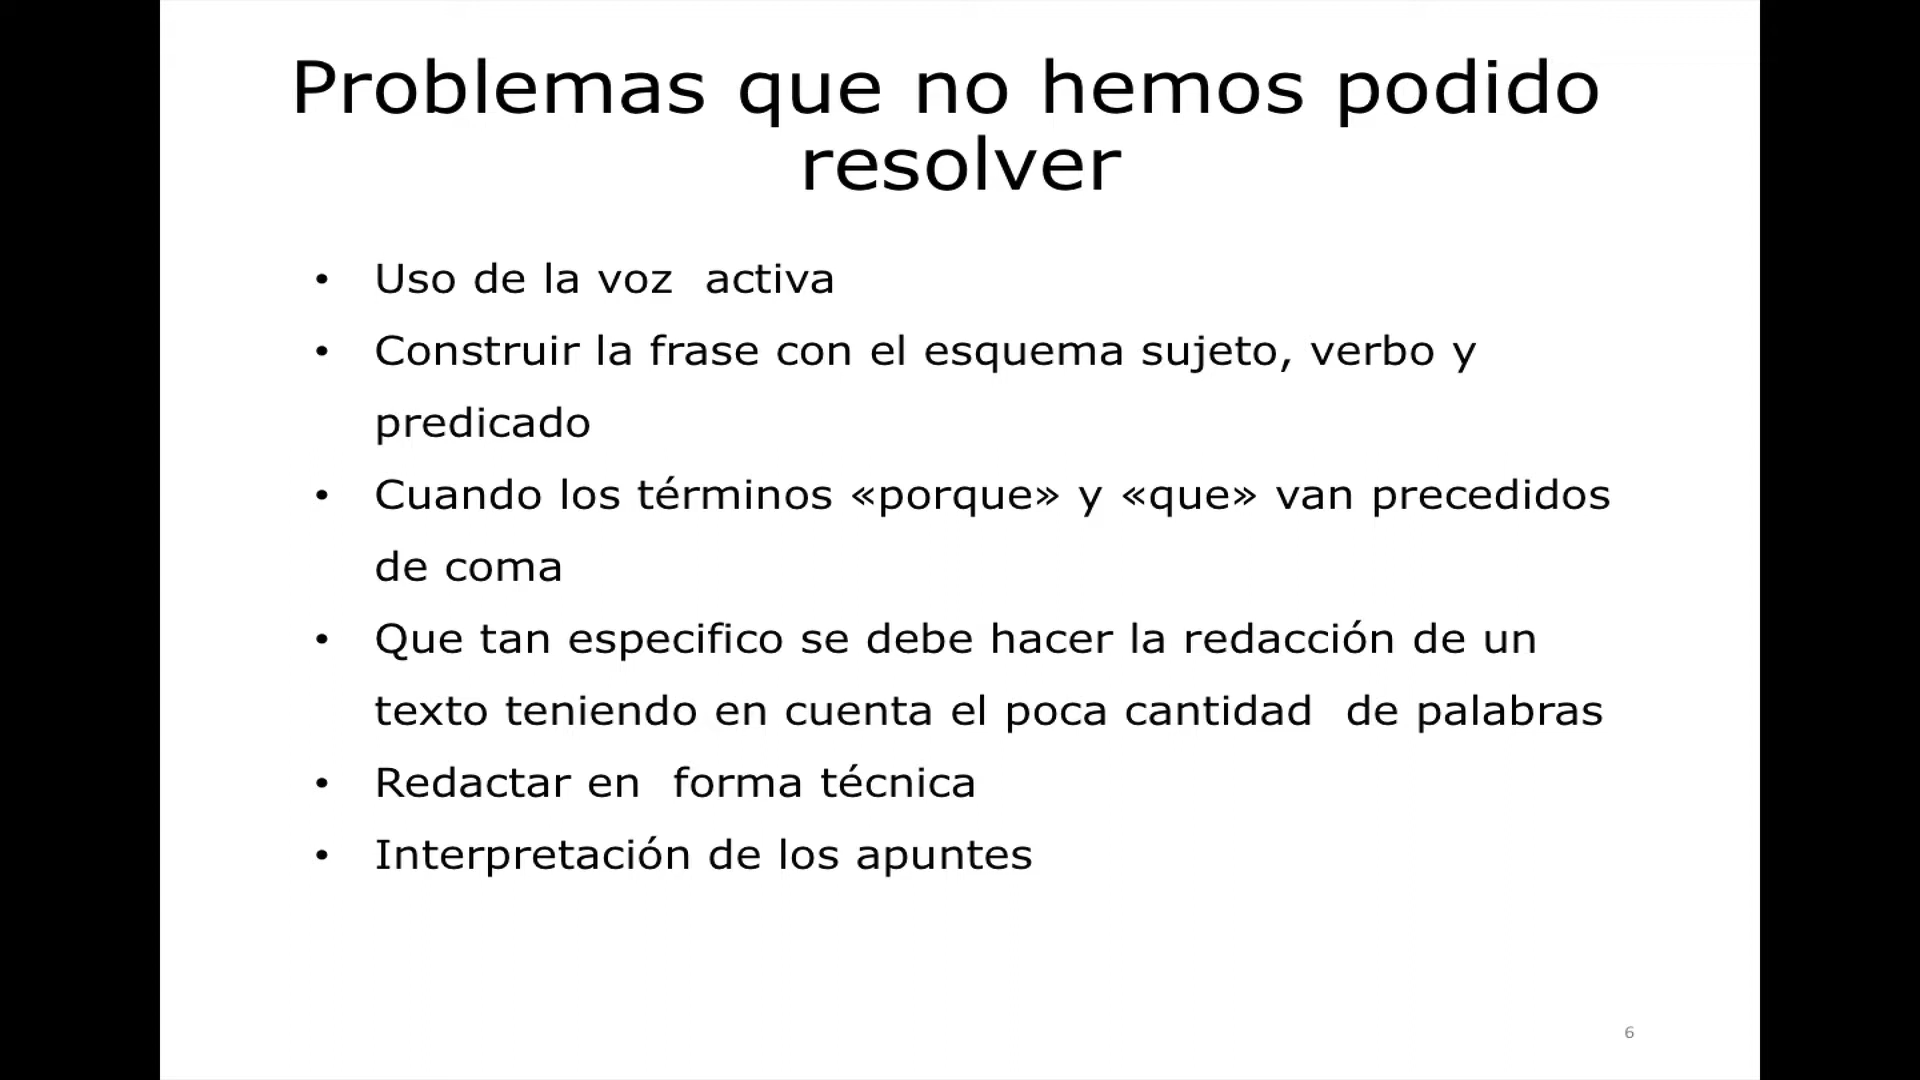 Problemas que no hemos podido
resolver
• Uso de la voz  activa
• Construir la frase con el esquema sujeto, verbo y
predicado
• Cuando los términos «porque» y «que» van precedidos
de coma
• Que tan especifico se debe hacer la redacción de un
texto teniendo en cuenta el poca cantidad  de palabras
• Redactar en  forma técnica
• Interpretación de los apuntes
6